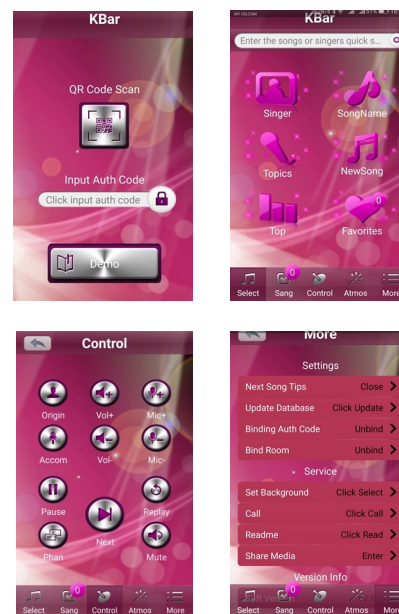 KBar
QR Code Scan
Input Auth Code
Click input auth code
Demo
MY CELCOM
KBar
Enter the songs or singers quick s...
Singer
SongName
Topics
NewSong
0
Top
Favorites
0
Select
Sang
Control
Atmos
More
Control
Origin
Vol+
Mic+
Accom
Vol-
Mic-
Pause
Replay
Next
Phan
Mute
0
Select
Sang
Control
Atmos
More
More
Settings
Next Song Tips Close
Update Database Click Update
Binding Auth Code Unbind
Bind Room Unbind
Service
Set Background Click Select
Call Click Call
Readme Click Read
Share Media Enter
Version Info
0
Select
Sang
Control
Atmos
More